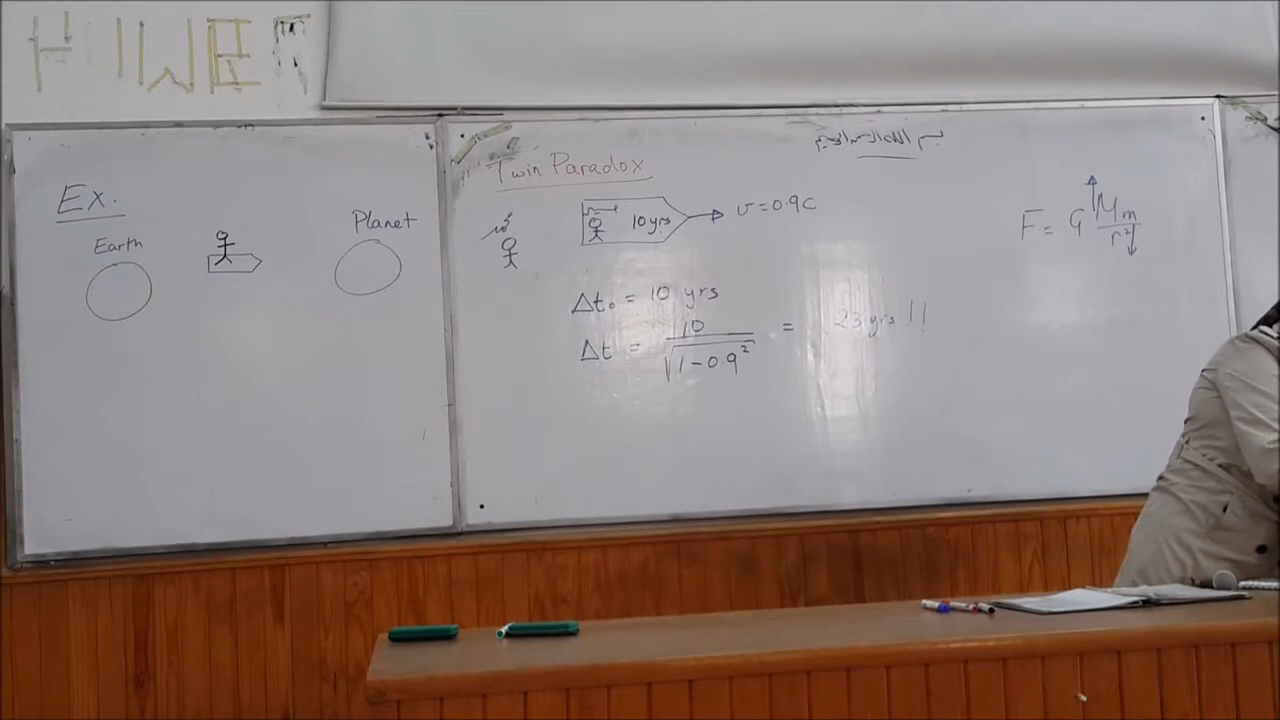 Ex.
Earth
Planet
Twin Paradox
10 yrs
v = 0.9c
Δt₀ = 10 yrs
Δt = 10 / √(1 - 0.9²) = 23 yrs !!
F = G Mm / r²